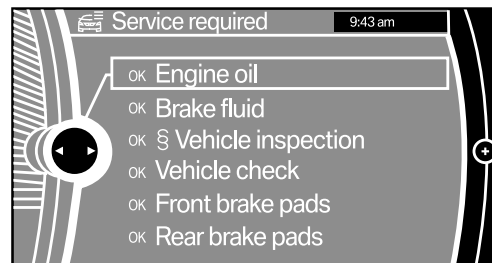 Service required 9:43 am
OK Engine oil
OK Brake fluid
OK § Vehicle inspection
OK Vehicle check
OK Front brake pads
OK Rear brake pads